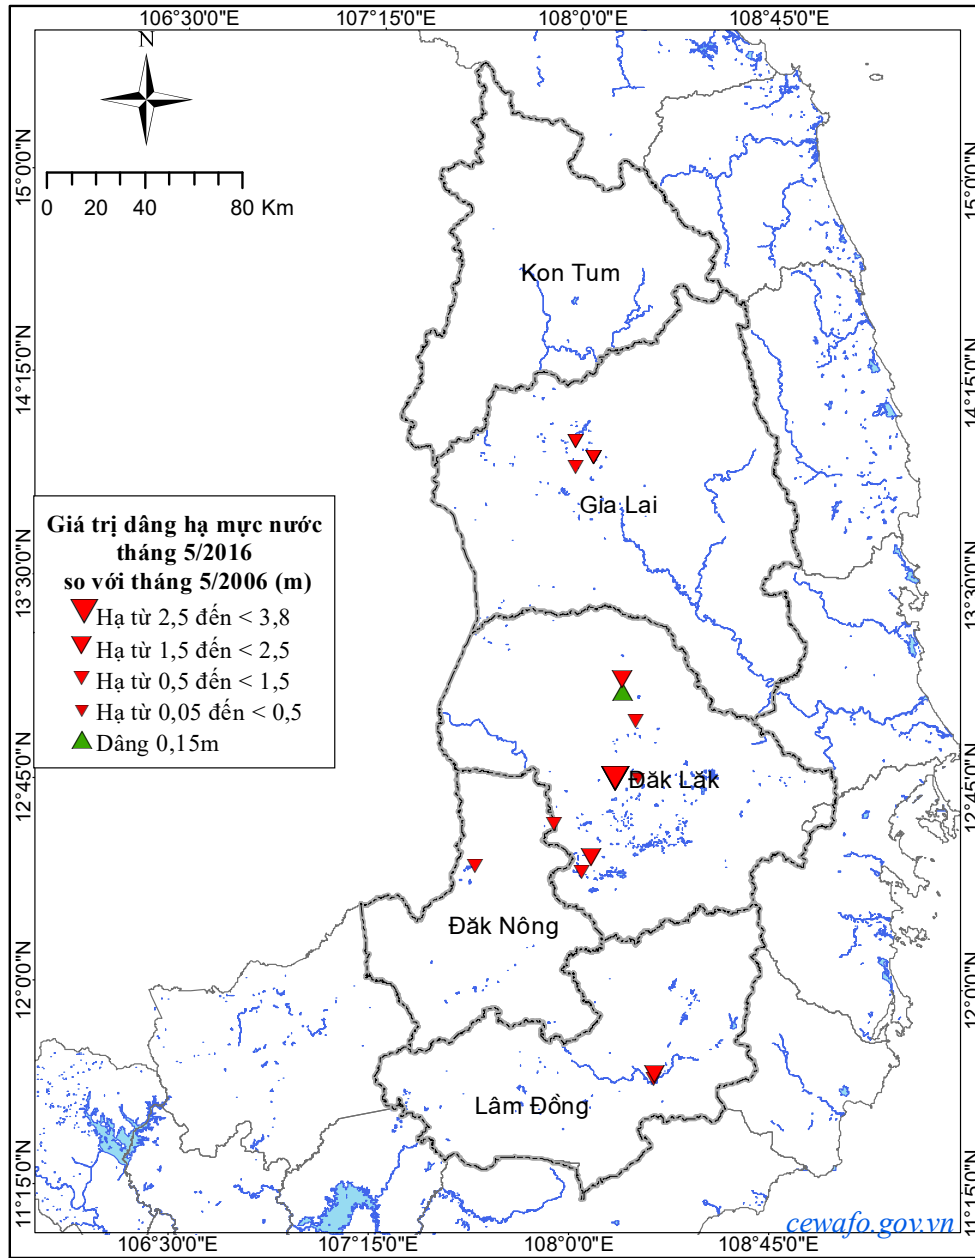 106°30'0"E 107°15'0"E 108°0'0"E 108°45'0"E
N
0 20 40 80 Km
15°0'0"N
15°0'0"N
Kon Tum
14°15'0"N
14°15'0"N
Gia Lai
Giá trị dâng hạ mực nước
tháng 5/2016
so với tháng 5/2006 (m)
Hạ từ 2,5 đến < 3,8
Hạ từ 1,5 đến < 2,5
Hạ từ 0,5 đến < 1,5
Hạ từ 0,05 đến < 0,5
Dâng 0,15m
13°30'0"N
13°30'0"N
Đăk Lăk
12°45'0"N
12°45'0"N
Đăk Nông
12°0'0"N
12°0'0"N
Lâm Đồng
11°15'0"N
11°15'0"N
cewafo.gov.vn
106°30'0"E 107°15'0"E 108°0'0"E 108°45'0"E